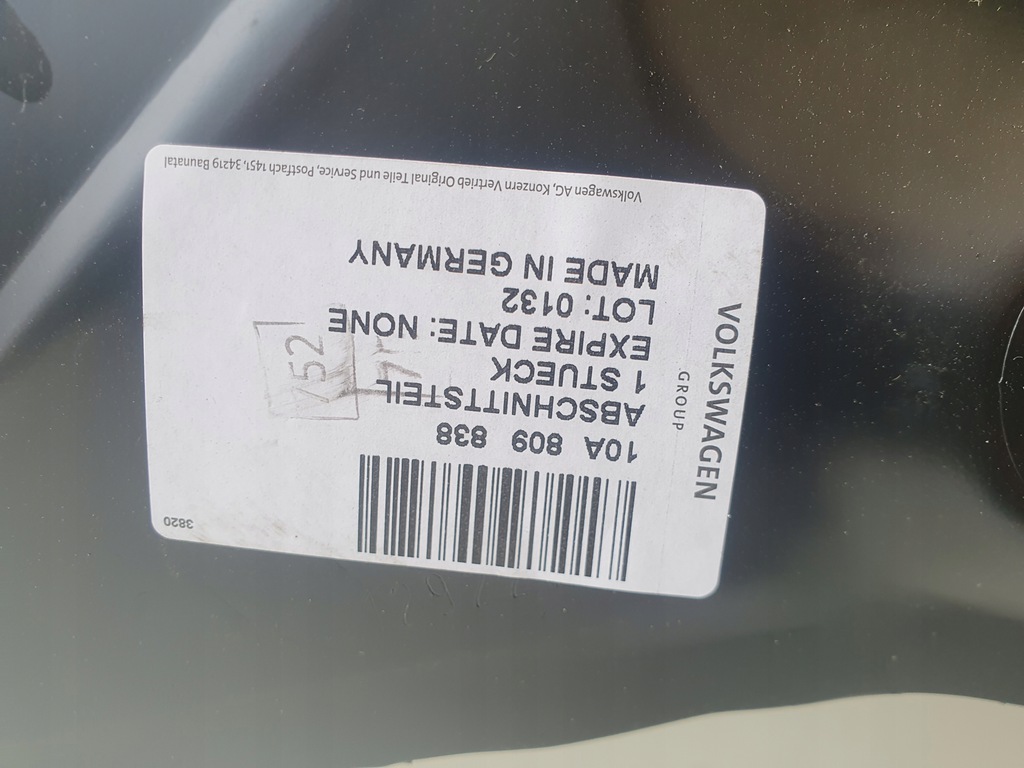 VOLKSWAGEN
GROUP
10A 809 838
ABSCHNITTSTEIL
1 STUECK
EXPIRE DATE: NONE
LOT: 0132
MADE IN GERMANY
Volkswagen AG, Konzern Vertrieb Original Teile und Service, Postfach 1451, 34219 Baunatal
3820